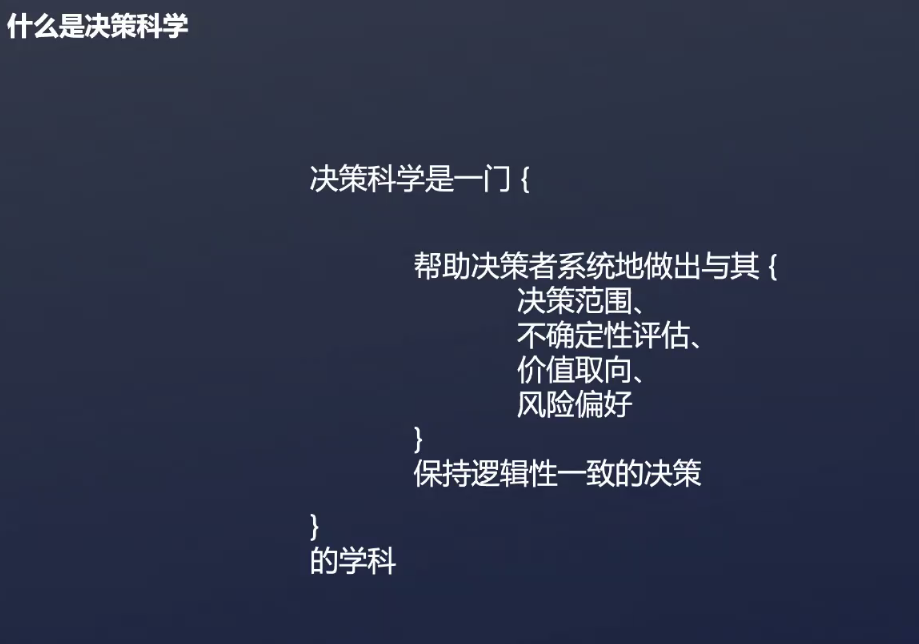 什么是决策科学
决策科学是一门 {
帮助决策者系统地做出与其 {
决策范围、
不确定性评估、
价值取向、
风险偏好
}
保持逻辑性一致的决策
}
的学科